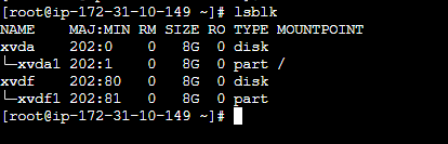 [root@ip-172-31-10-149 ~]# lsblk
NAME    MAJ:MIN RM SIZE RO TYPE MOUNTPOINT
xvda    202:0    0   8G  0 disk
└─xvda1 202:1    0   8G  0 part /
xvdf    202:80   0   8G  0 disk
└─xvdf1 202:81   0   8G  0 part
[root@ip-172-31-10-149 ~]#